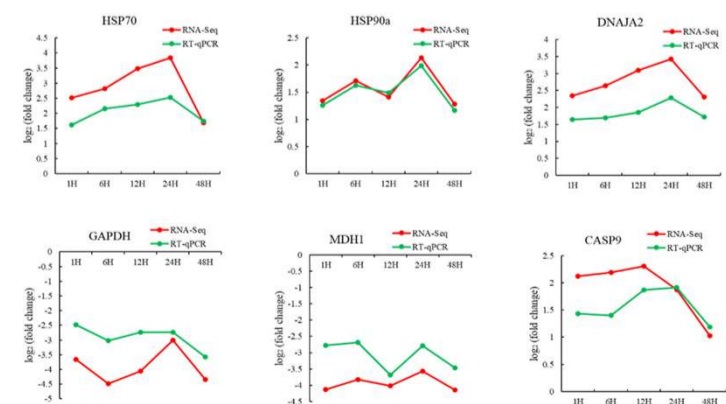 HSP70
RNA-Seq
RT-qPCR
log₂ (fold change)
4.5
4
3.5
3
2.5
2
1.5
1
0.5
0
1H 6H 12H 24H 48H
HSP90a
RNA-Seq
RT-qPCR
log₂ (fold change)
2.5
2
1.5
1
0.5
0
1H 6H 12H 24H 48H
DNAJA2
RNA-Seq
RT-qPCR
log₂ (fold change)
4
3.5
3
2.5
2
1.5
1
0.5
0
1H 6H 12H 24H 48H
GAPDH
RNA-Seq
RT-qPCR
log₂ (fold change)
0
-0.5
-1
-1.5
-2
-2.5
-3
-3.5
-4
-4.5
-5
1H 6H 12H 24H 48H
MDH1
RNA-Seq
RT-qPCR
log₂ (fold change)
0
-0.5
-1
-1.5
-2
-2.5
-3
-3.5
-4
-4.5
1H 6H 12H 24H 48H
CASP9
RNA-Seq
RT-qPCR
log₂ (fold change)
2.5
2
1.5
1
0.5
0
1H 6H 12H 24H 48H